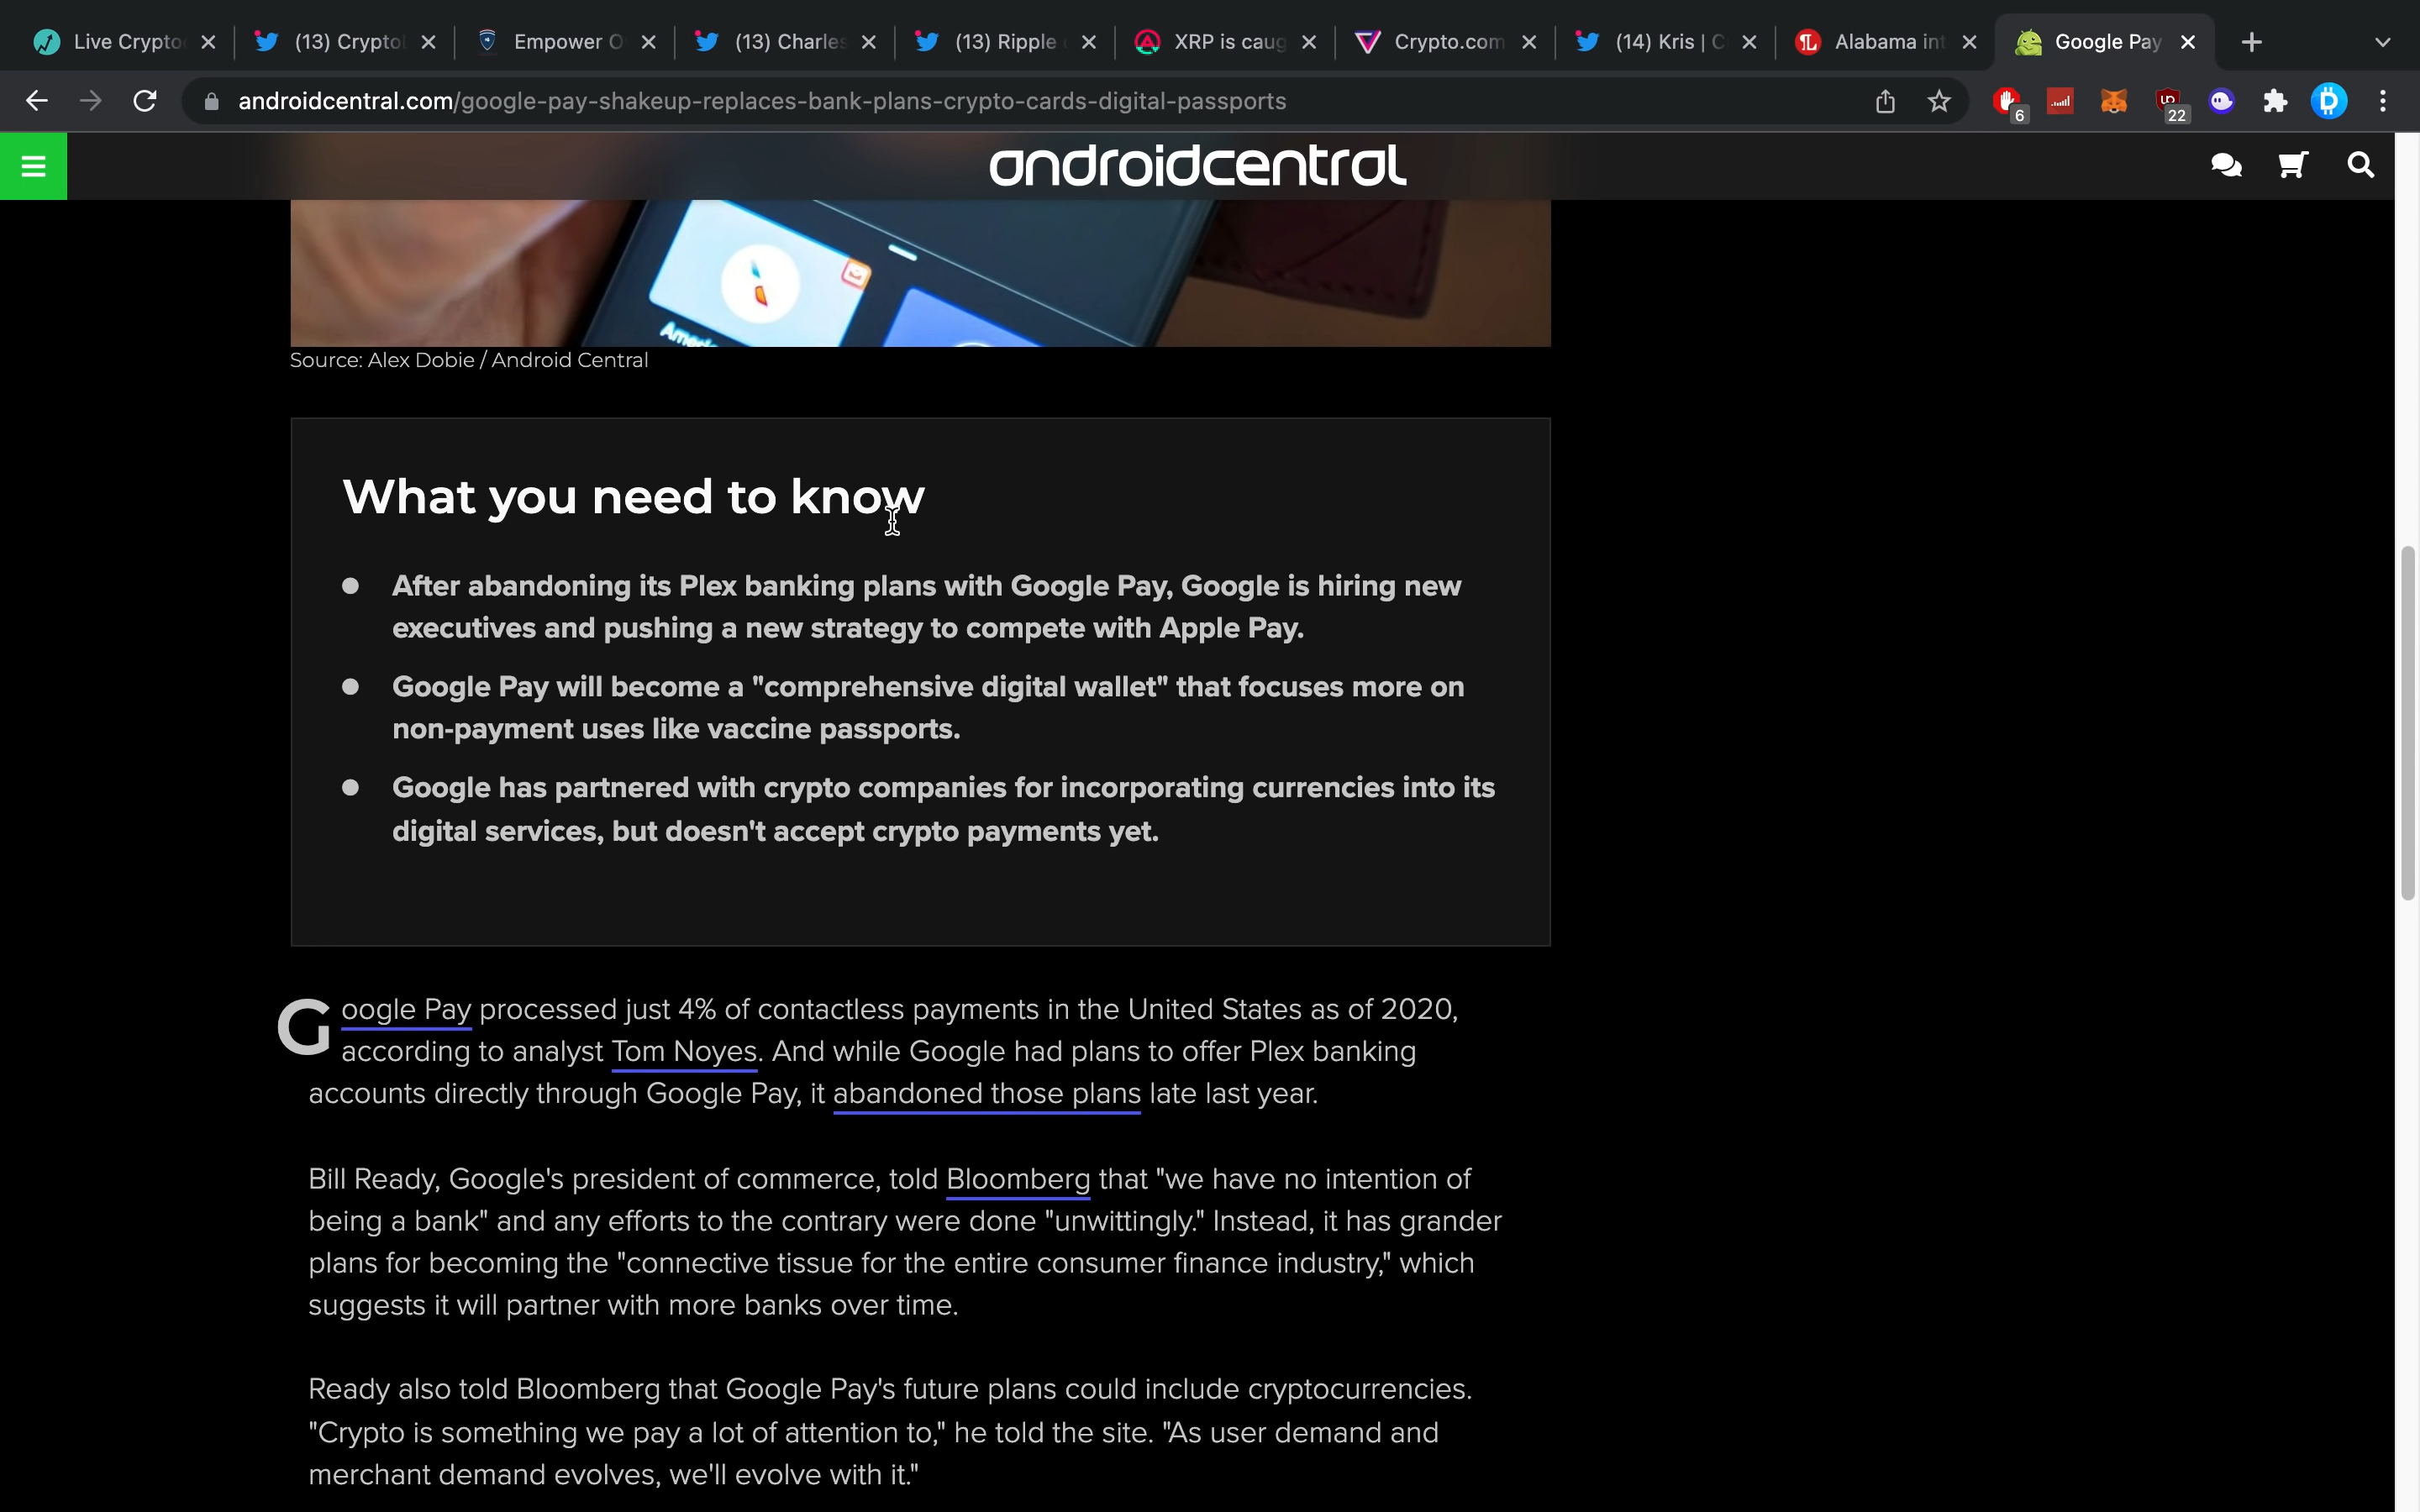 Live Crypto
(13) Crypto
Empower O
(13) Charles
(13) Ripple
XRP is caug
Crypto.com
(14) Kris | C
Alabama int
Google Pay
androidcentral.com/google-pay-shakeup-replaces-bank-plans-crypto-cards-digital-passports
6
22
androidcentral
Source: Alex Dobie / Android Central
What you need to know
After abandoning its Plex banking plans with Google Pay, Google is hiring new
executives and pushing a new strategy to compete with Apple Pay.
Google Pay will become a "comprehensive digital wallet" that focuses more on
non-payment uses like vaccine passports.
Google has partnered with crypto companies for incorporating currencies into its
digital services, but doesn't accept crypto payments yet.
Google Pay processed just 4% of contactless payments in the United States as of 2020,
according to analyst Tom Noyes. And while Google had plans to offer Plex banking
accounts directly through Google Pay, it abandoned those plans late last year.
Bill Ready, Google's president of commerce, told Bloomberg that "we have no intention of
being a bank" and any efforts to the contrary were done "unwittingly." Instead, it has grander
plans for becoming the "connective tissue for the entire consumer finance industry," which
suggests it will partner with more banks over time.
Ready also told Bloomberg that Google Pay's future plans could include cryptocurrencies.
"Crypto is something we pay a lot of attention to," he told the site. "As user demand and
merchant demand evolves, we'll evolve with it."